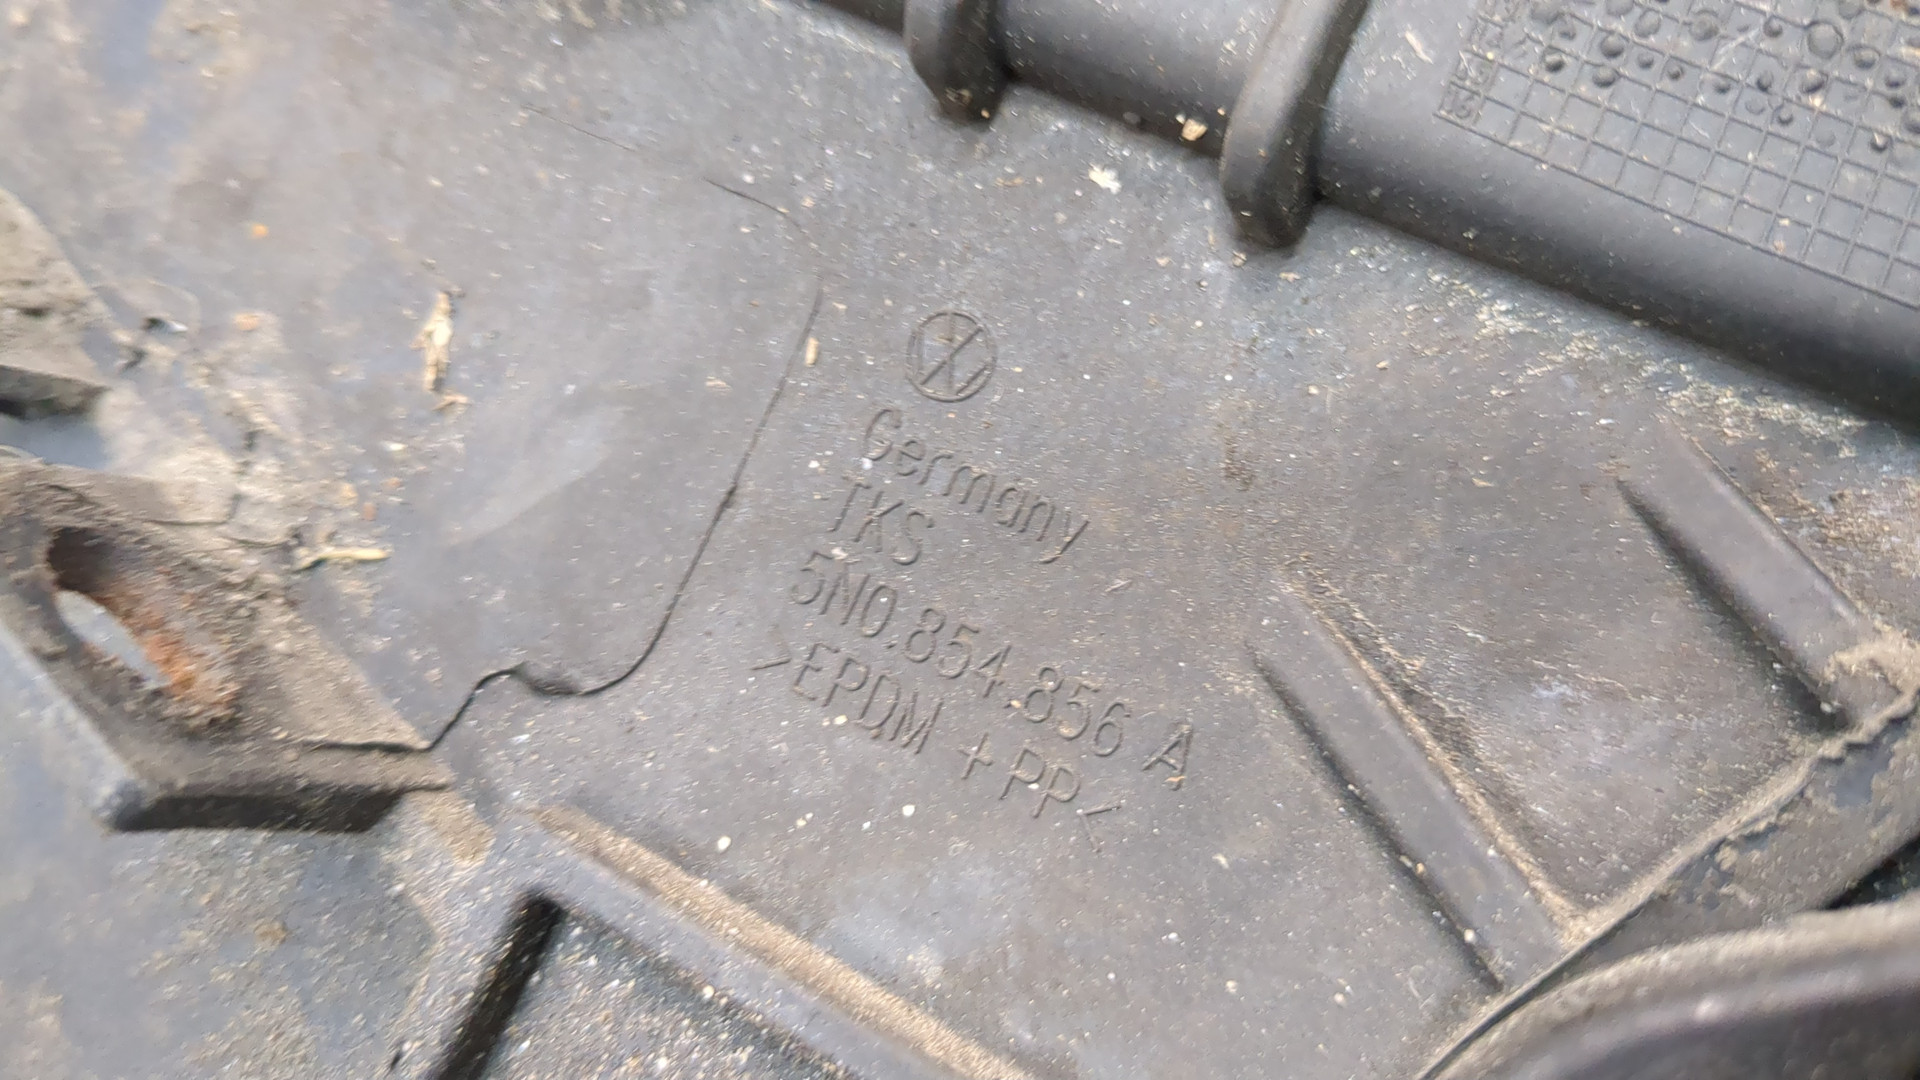 Germany
TKS
5N0.854.856 A
>EPDM + PP<